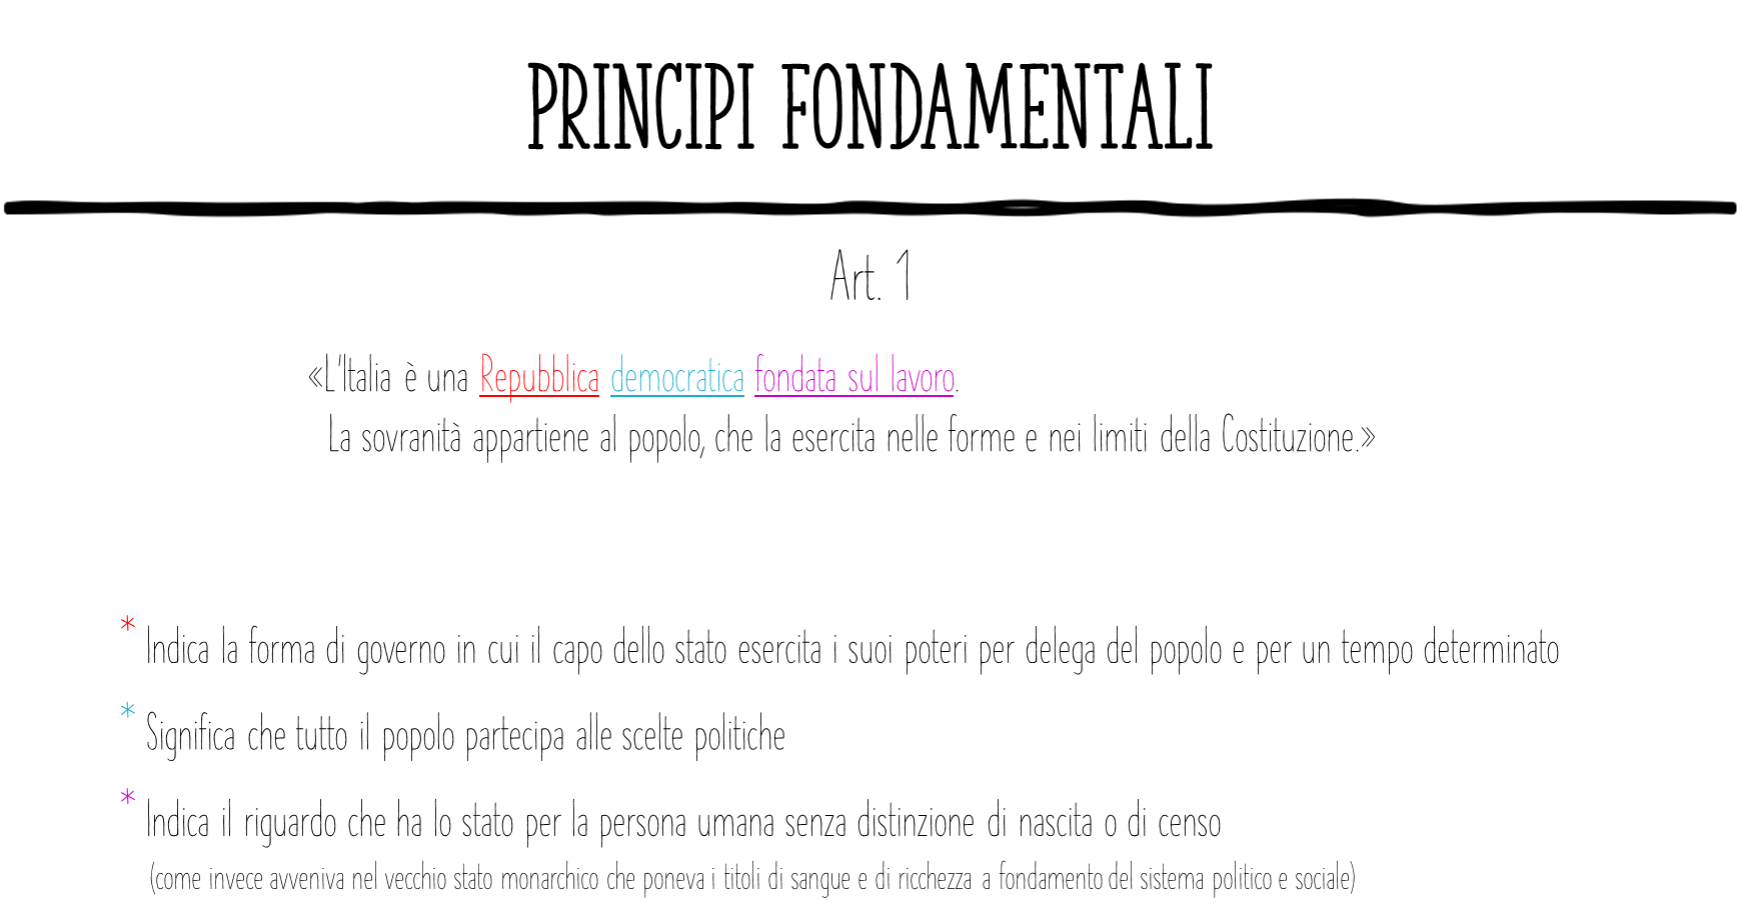 PRINCIPI FONDAMENTALI
Art. 1
«L'Italia è una Repubblica democratica fondata sul lavoro.
La sovranità appartiene al popolo, che la esercita nelle forme e nei limiti della Costituzione.»
* Indica la forma di governo in cui il capo dello stato esercita i suoi poteri per delega del popolo e per un tempo determinato
* Significa che tutto il popolo partecipa alle scelte politiche
* Indica il riguardo che ha lo stato per la persona umana senza distinzione di nascita o di censo
(come invece avveniva nel vecchio stato monarchico che poneva i titoli di sangue e di ricchezza a fondamento del sistema politico e sociale)